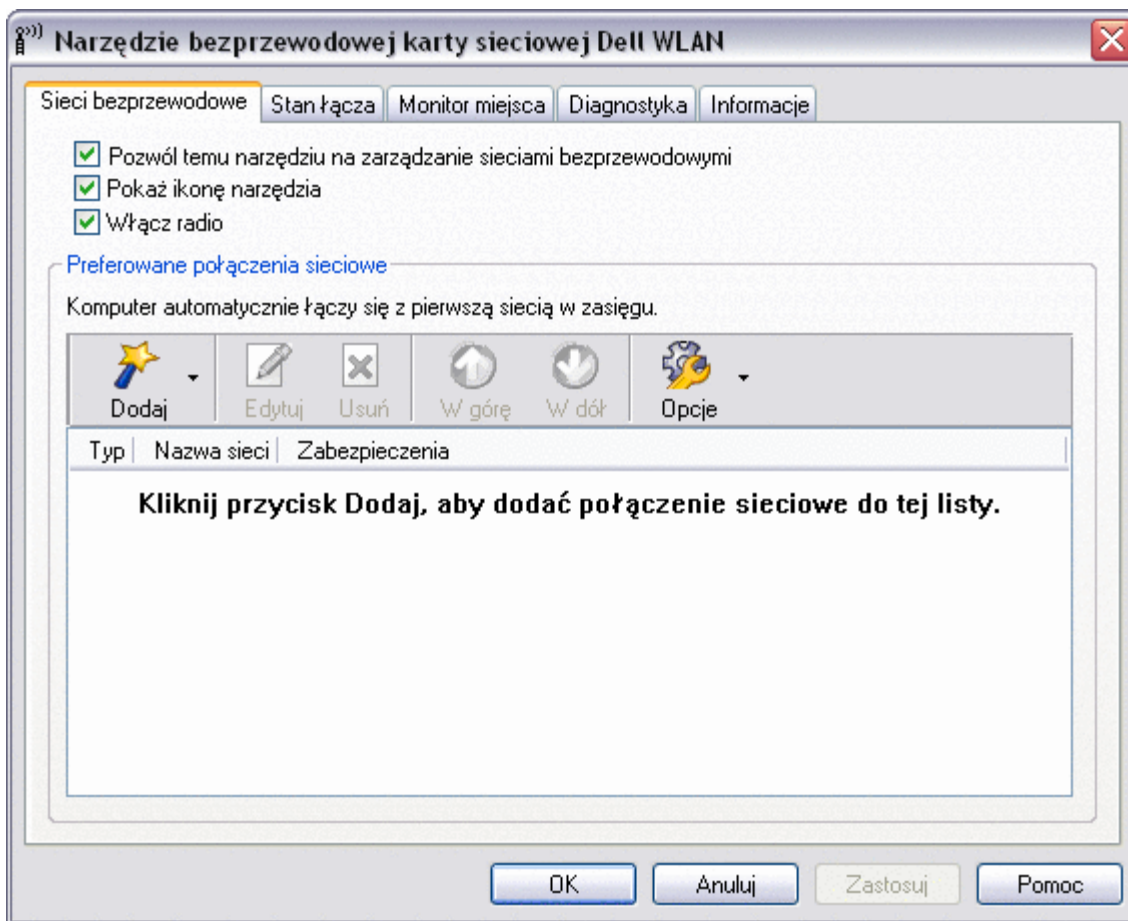 Narzędzie bezprzewodowej karty sieciowej Dell WLAN
Sieci bezprzewodowe Stan łącza Monitor miejsca Diagnostyka Informacje
Pozwól temu narzędziu na zarządzanie sieciami bezprzewodowymi
Pokaż ikonę narzędzia
Włącz radio
Preferowane połączenia sieciowe
Komputer automatycznie łączy się z pierwszą siecią w zasięgu.
Dodaj Edytuj Usuń W górę W dół Opcje
Typ Nazwa sieci Zabezpieczenia
Kliknij przycisk Dodaj, aby dodać połączenie sieciowe do tej listy.
OK Anuluj Zastosuj Pomoc